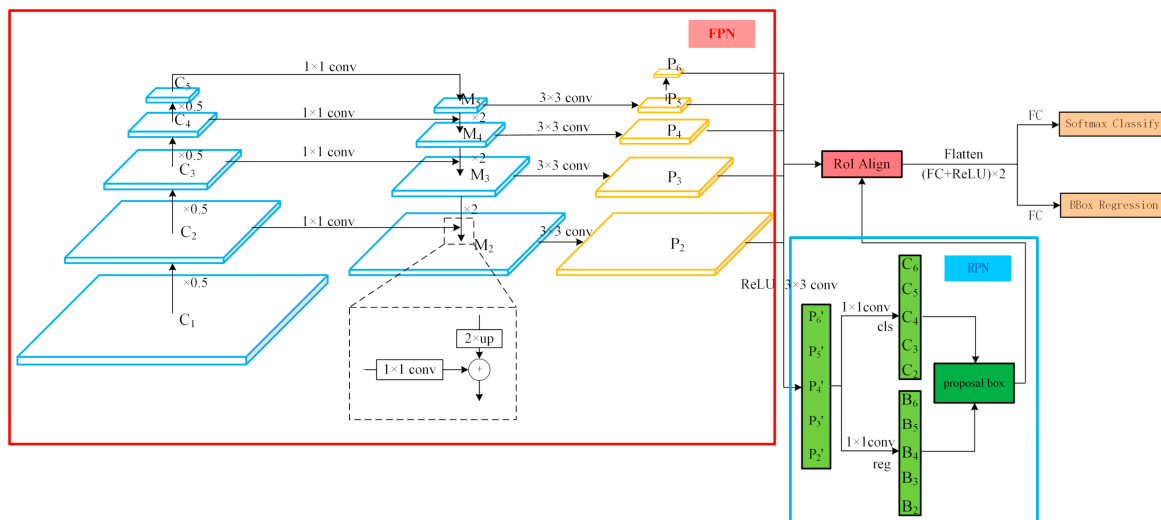 FPN
1×1 conv
C5
×0.5
C4
×0.5
C3
×0.5
C2
×0.5
C1
1×1 conv
1×1 conv
1×1 conv
M5
×2
M4
×2
M3
×2
M2
2×up
1×1 conv
+
3×3 conv
3×3 conv
3×3 conv
3×3 conv
P6
P5
P4
P3
P2
RoI Align
Flatten
(FC+ReLU)×2
FC
Softmax Classify
FC
BBox Regression
RPN
ReLU 3×3 conv
P6'
P5'
P4'
P3'
P2'
1×1conv
cls
1×1conv
reg
C6
C5
C4
C3
C2
B6
B5
B4
B3
B2
proposal box